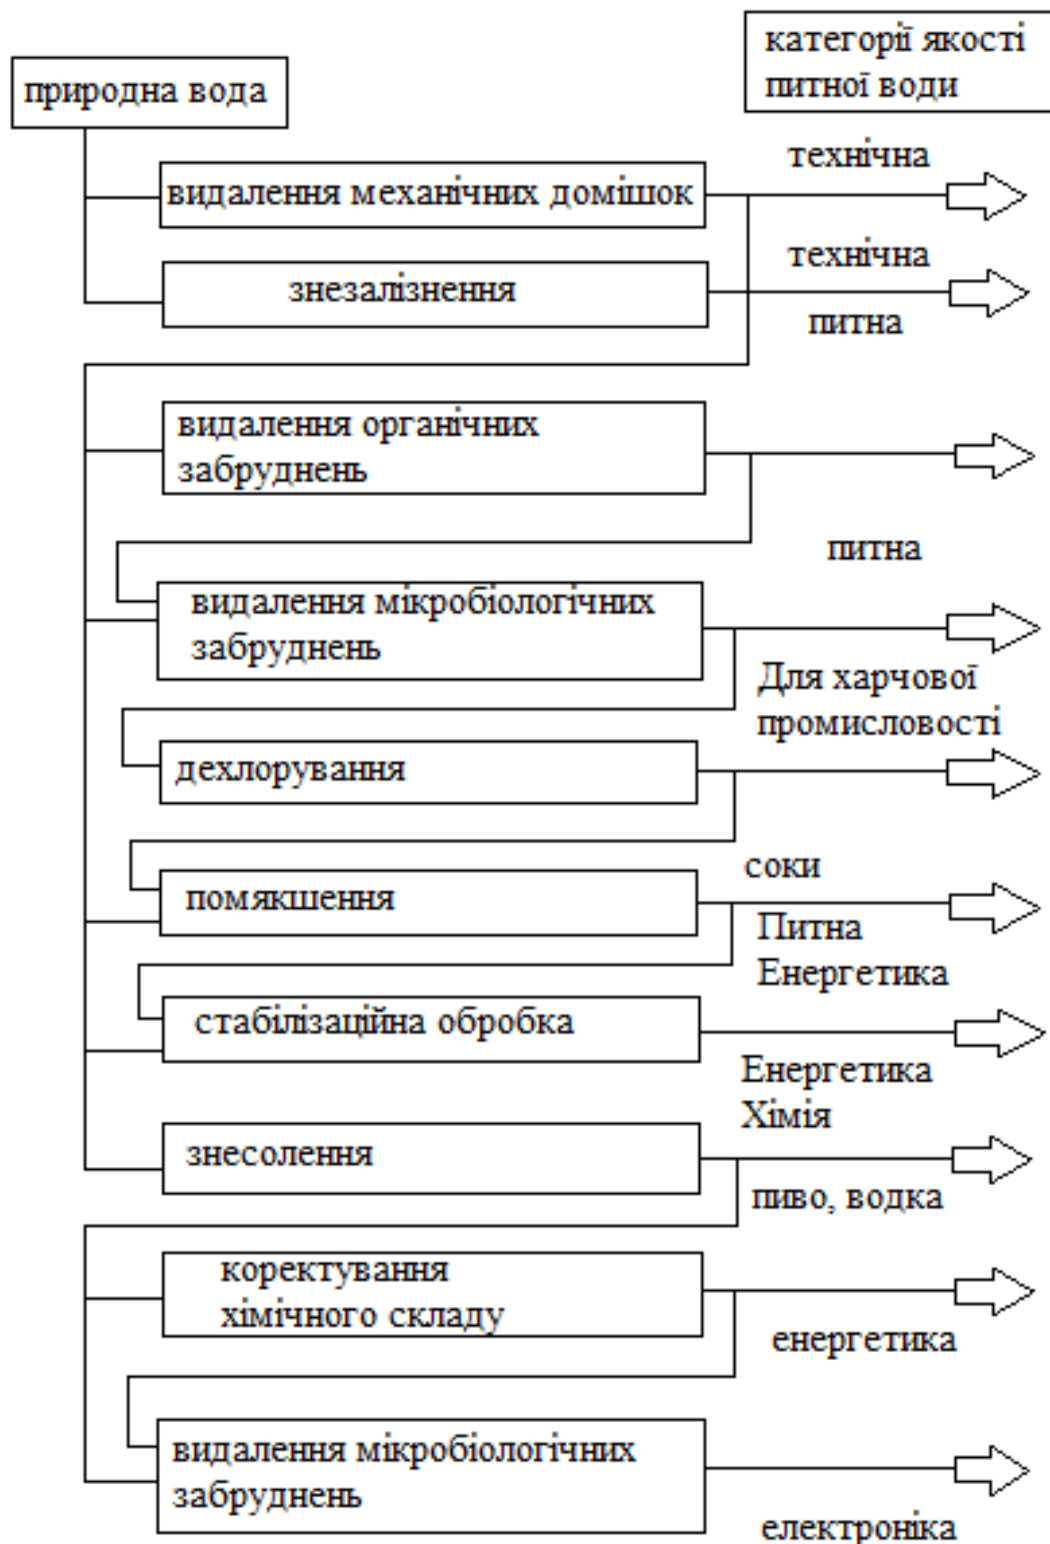 категорії якості
питної води
природна вода
технічна
видалення механічних домішок
технічна
знезалізнення
питна
видалення органічних
забруднень
питна
видалення мікробіологічних
забруднень
Для харчової
промисловості
дехлорування
соки
помякшення
Питна
Енергетика
стабілізаційна обробка
Енергетика
Хімія
знесолення
пиво, водка
коректування
хімічного складу
енергетика
видалення мікробіологічних
забруднень
електроніка